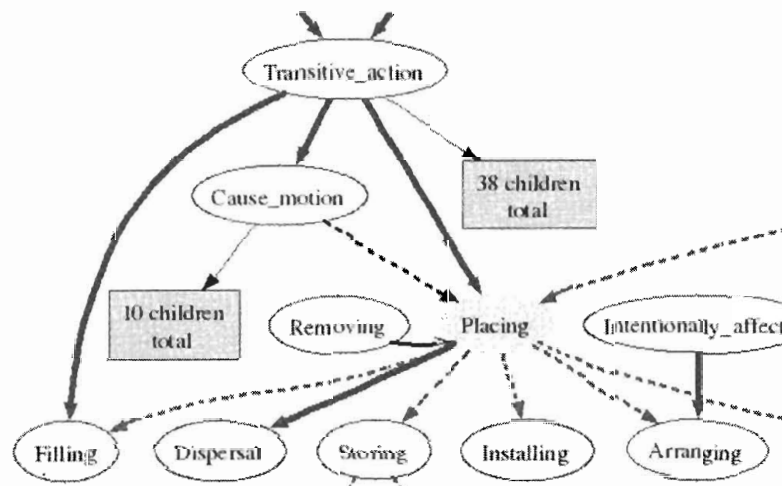 Transitive_action
Cause_motion
38 children
total
10 children
total
Removing
Placing
Intentionally_affect
Filling
Dispersal
Storing
Installing
Arranging